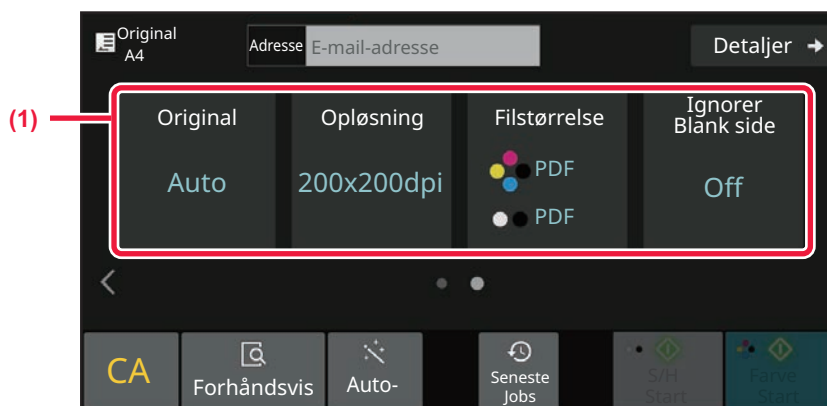 Original
A4
Adresse E-mail-adresse
Detaljer
(1)
Original
Auto
Opløsning
200x200dpi
Filstørrelse
PDF
PDF
Ignorer
Blank side
Off
CA
Forhåndsvis
Auto-
Seneste
Jobs
S/H
Start
Farve
Start